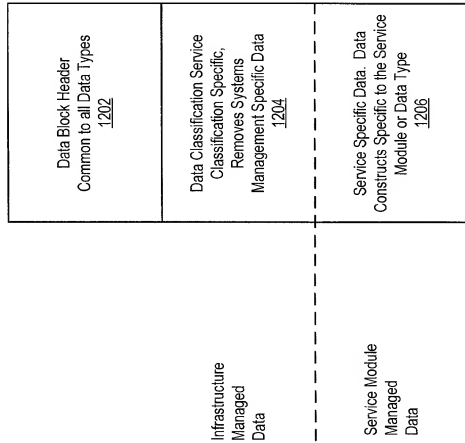 Data Block Header
Common to all Data Types
1202
Infrastructure
Managed
Data
Data Classification Service
Classification Specific,
Removes Systems
Management Specific Data
1204
Service Module
Managed
Data
Service Specific Data. Data
Constructs Specific to the Service
Module or Data Type
1206